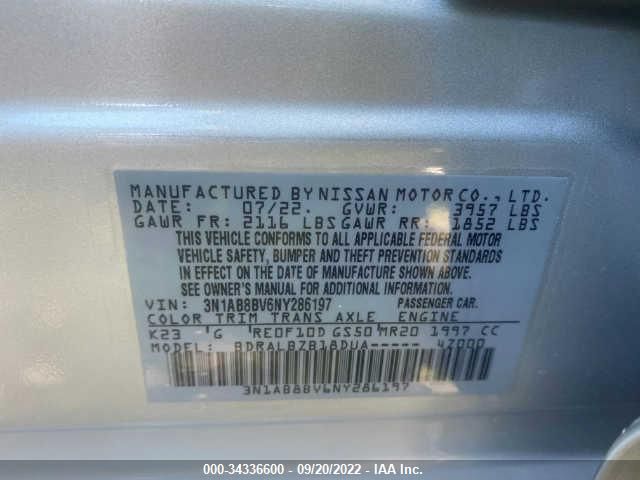 MANUFACTURED BY NISSAN MOTOR CO., LTD.
DATE: 07/22. GVWR: 3957 LBS
GAWR FR: 2116 LBS GAWR RR: 1852 LBS
THIS VEHICLE CONFORMS TO ALL APPLICABLE FEDERAL MOTOR
VEHICLE SAFETY, BUMPER AND THEFT PREVENTION STANDARDS
IN EFFECT ON THE DATE OF MANUFACTURE SHOWN ABOVE.
SEE OWNER'S MANUAL FOR ADDITIONAL INFORMATION
VIN: 3N1AB8BV6NY286197 PASSENGER CAR.
COLOR TRIM TRANS AXLE ENGINE
K23 G RE0F10D GS50 MR20 1997 CC
MODEL: BDRALBZB18DUA----- 4Z000
3N1AB8BV6NY286197
000-34336600 - 09/20/2022 - IAA Inc.